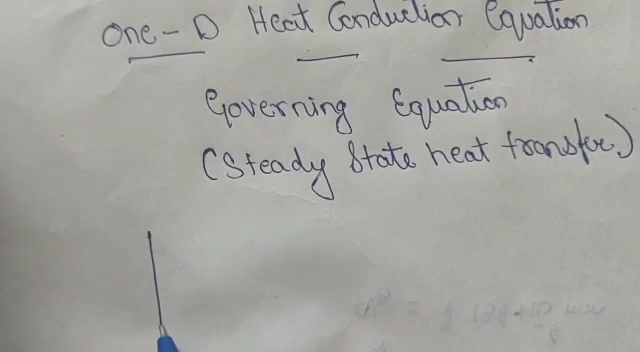 One - D Heat Conduction Equation
Governing Equation
(Steady State heat transfer)